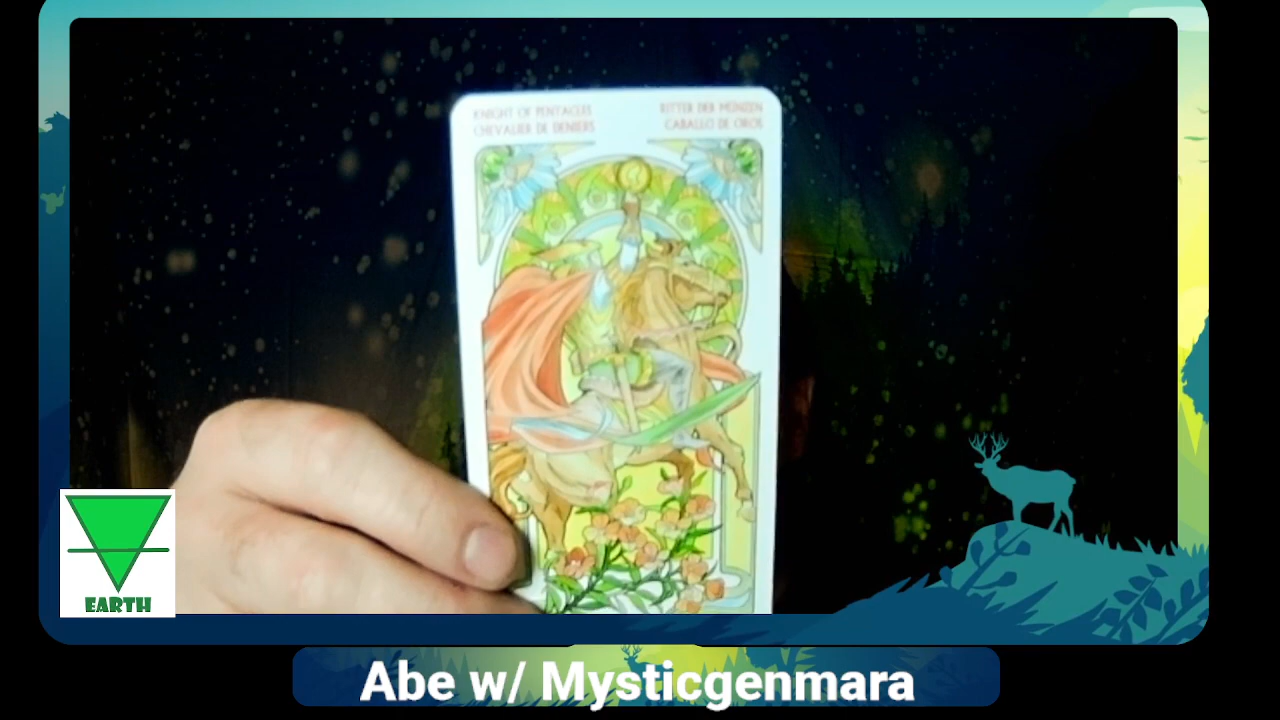 KNIGHT OF PENTACLES
CHEVALIER DE DENIERS
RITTER DER MÜNZEN
CABALLO DE OROS
EARTH
Abe w/ Mysticgenmara